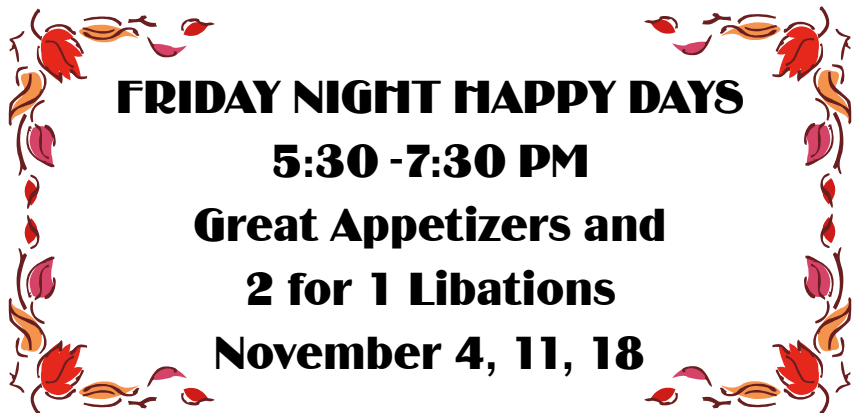 FRIDAY NIGHT HAPPY DAYS
5:30 -7:30 PM
Great Appetizers and
2 for 1 Libations
November 4, 11, 18